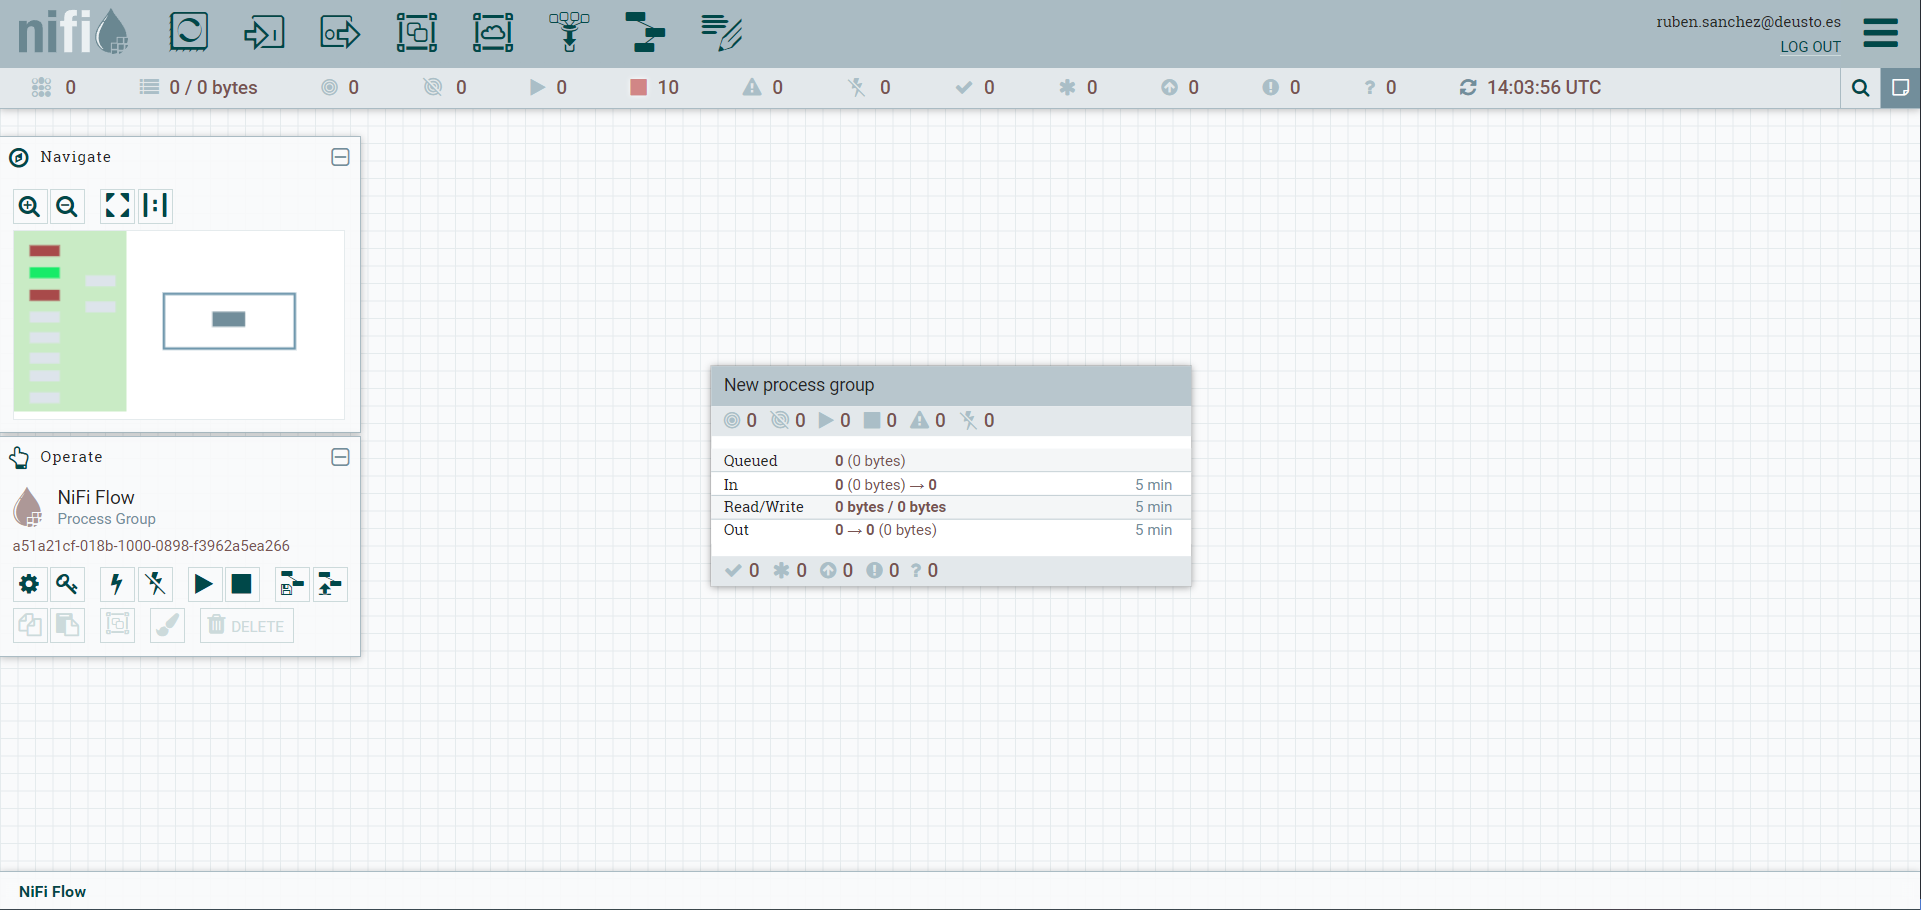 nifi
ruben.sanchez@deusto.es
LOG OUT
0 0 / 0 bytes 0 0 0 10 0 0 0 0 0 0 ? 0 14:03:56 UTC
Navigate
Operate
NiFi Flow
Process Group
a51a21cf-018b-1000-0898-f3962a5ea266
DELETE
New process group
0 0 0 0 0 0
Queued 0 (0 bytes)
In 0 (0 bytes) → 0 5 min
Read/Write 0 bytes / 0 bytes 5 min
Out 0 → 0 (0 bytes) 5 min
0 0 0 0 ? 0
NiFi Flow